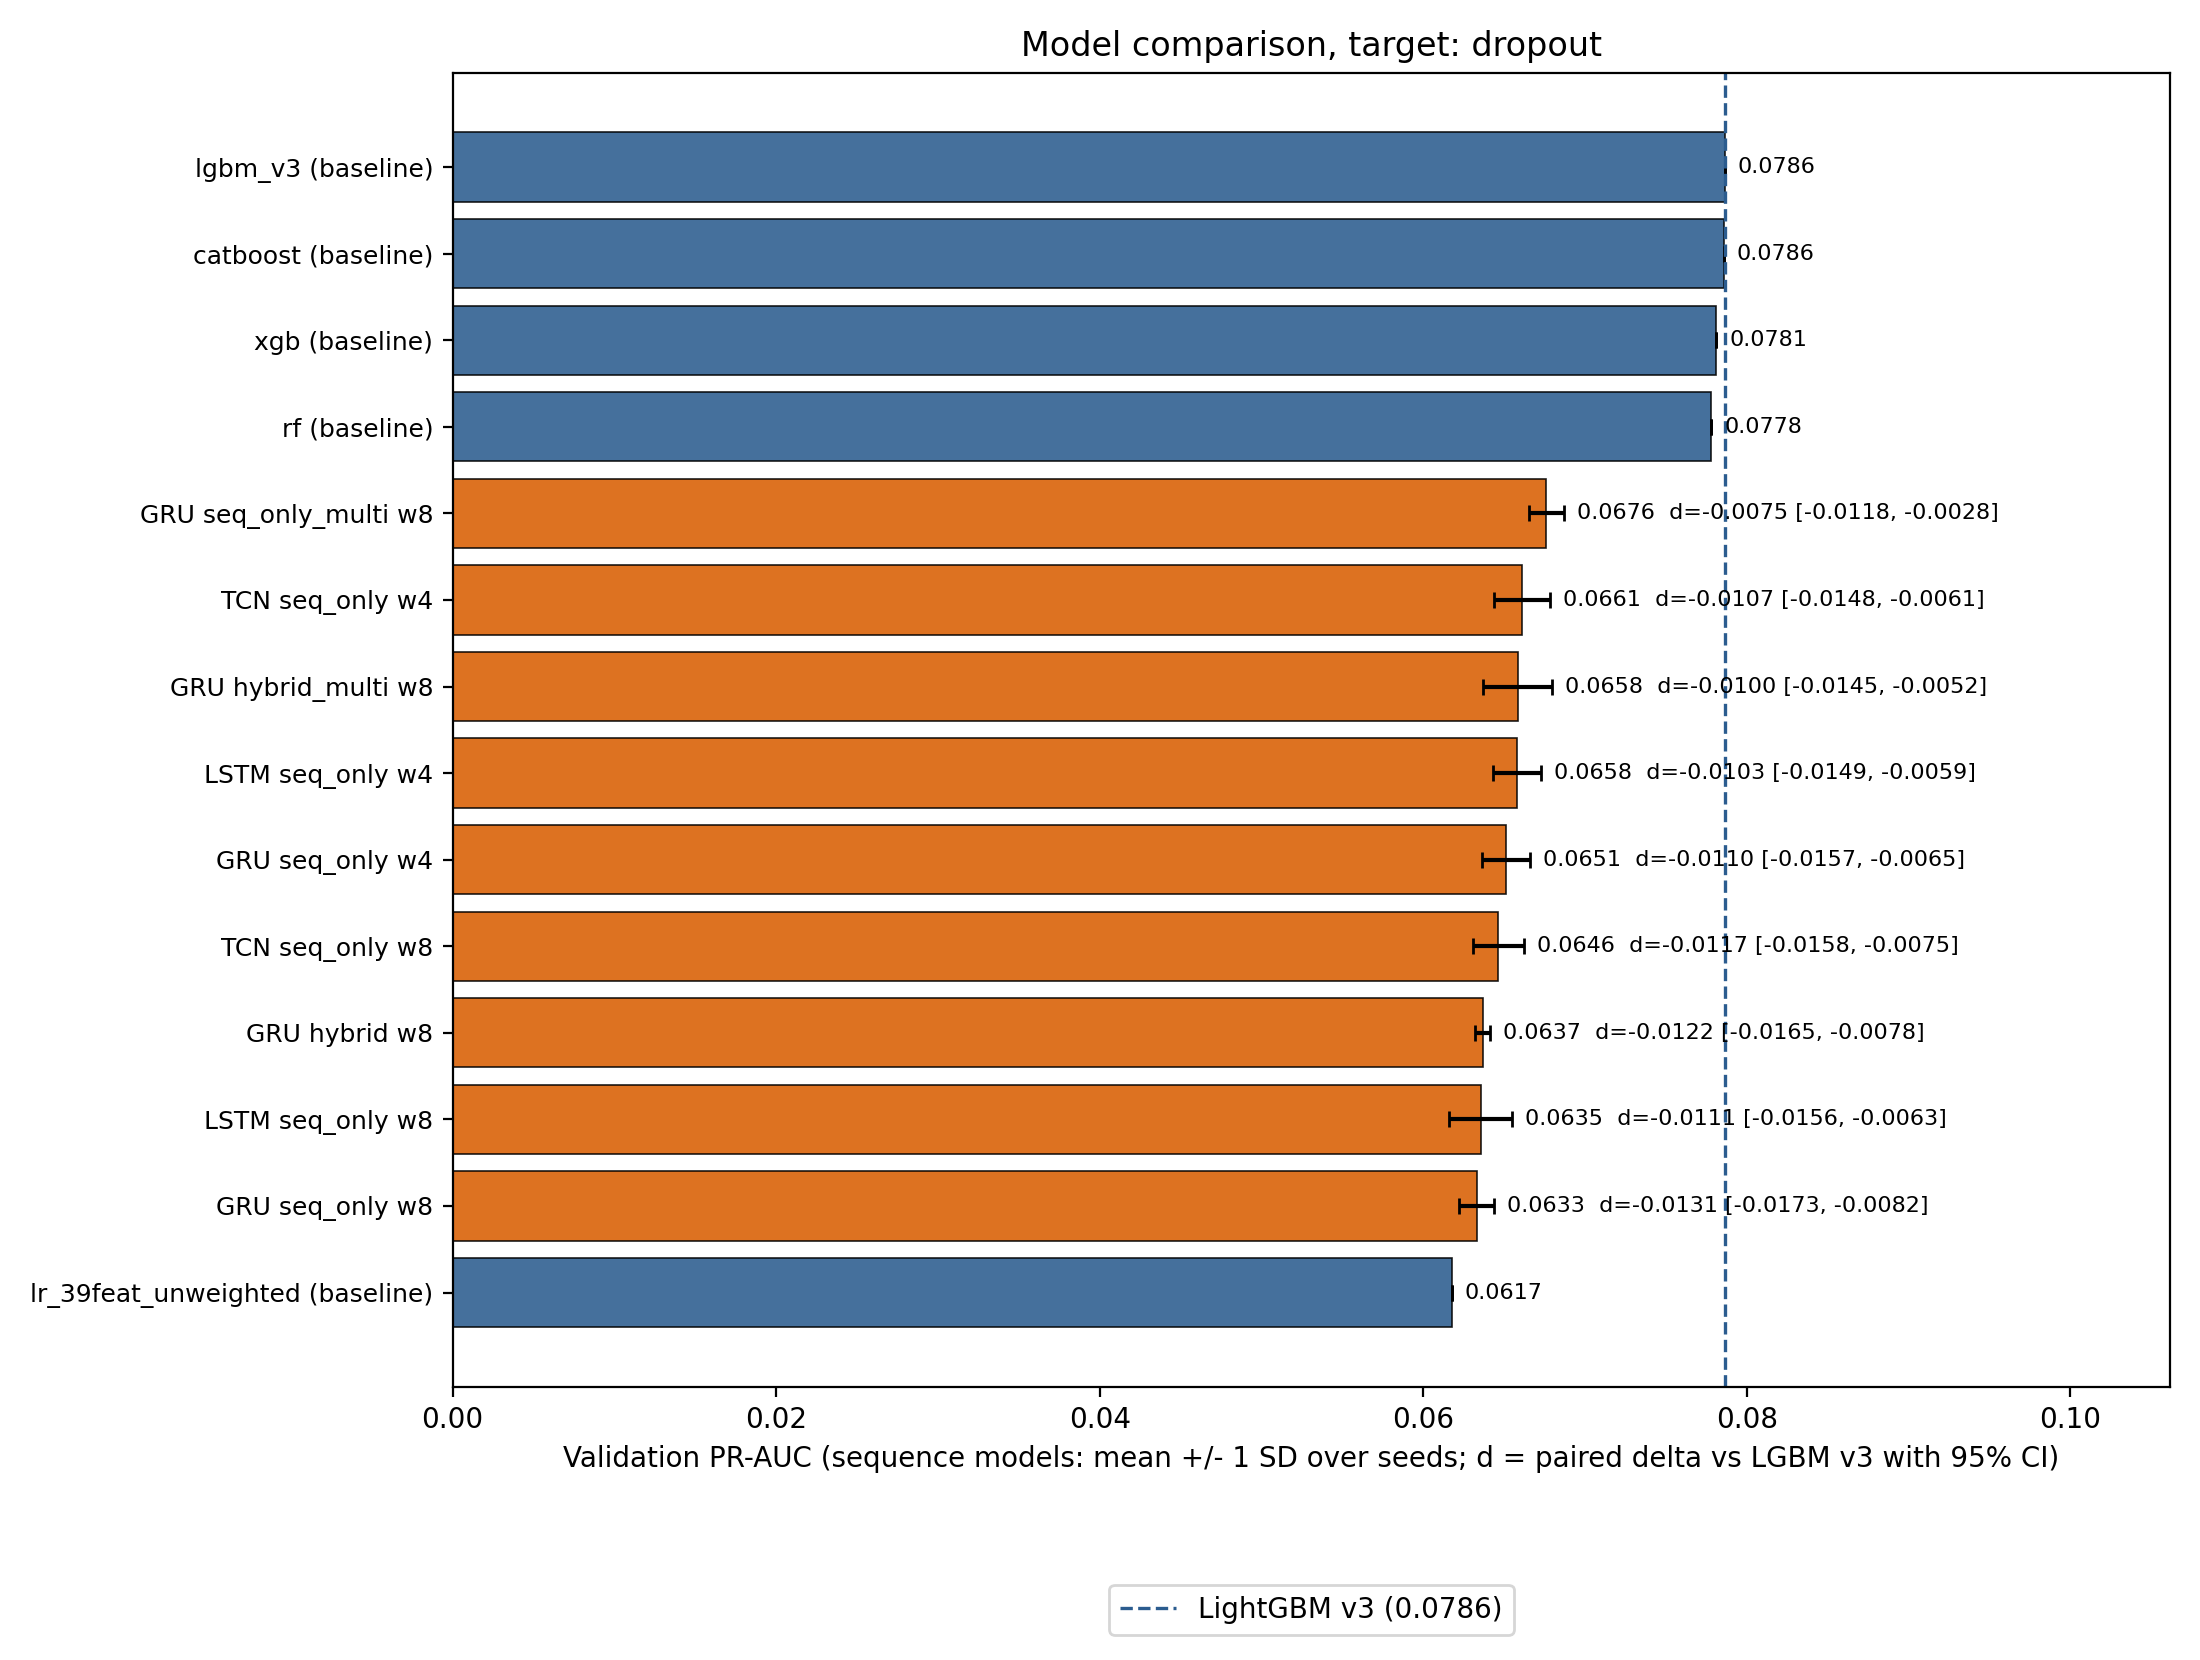 Model comparison, target: dropout
lgbm_v3 (baseline) 0.0786
catboost (baseline) 0.0786
xgb (baseline) 0.0781
rf (baseline) 0.0778
GRU seq_only_multi w8 0.0676 d=-0.0075 [-0.0118, -0.0028]
TCN seq_only w4 0.0661 d=-0.0107 [-0.0148, -0.0061]
GRU hybrid_multi w8 0.0658 d=-0.0100 [-0.0145, -0.0052]
LSTM seq_only w4 0.0658 d=-0.0103 [-0.0149, -0.0059]
GRU seq_only w4 0.0651 d=-0.0110 [-0.0157, -0.0065]
TCN seq_only w8 0.0646 d=-0.0117 [-0.0158, -0.0075]
GRU hybrid w8 0.0637 d=-0.0122 [-0.0165, -0.0078]
LSTM seq_only w8 0.0635 d=-0.0111 [-0.0156, -0.0063]
GRU seq_only w8 0.0633 d=-0.0131 [-0.0173, -0.0082]
lr_39feat_unweighted (baseline) 0.0617
0.00 0.02 0.04 0.06 0.08 0.10
Validation PR-AUC (sequence models: mean +/- 1 SD over seeds; d = paired delta vs LGBM v3 with 95% CI)
LightGBM v3 (0.0786)